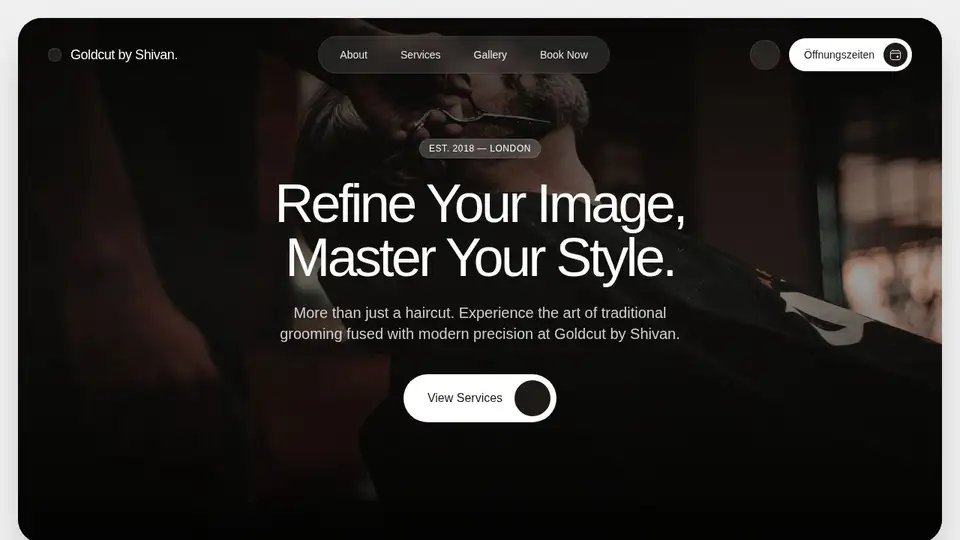 Goldcut by Shivan.
About
Services
Gallery
Book Now
Öffnungszeiten
EST. 2018 — LONDON
Refine Your Image,
Master Your Style.
More than just a haircut. Experience the art of traditional
grooming fused with modern precision at Goldcut by Shivan.
View Services